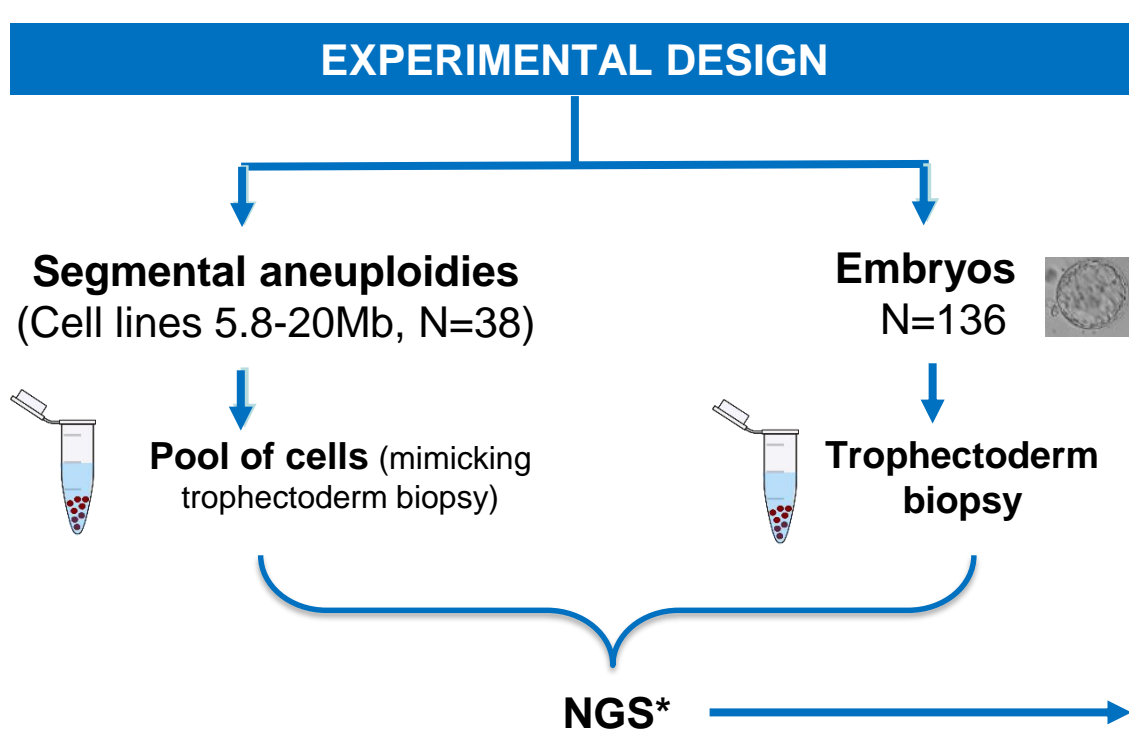 EXPERIMENTAL DESIGN
Segmental aneuploidies
(Cell lines 5.8-20Mb, N=38)
Embryos
N=136
Pool of cells (mimicking
trophectoderm biopsy)
Trophectoderm
biopsy
NGS*